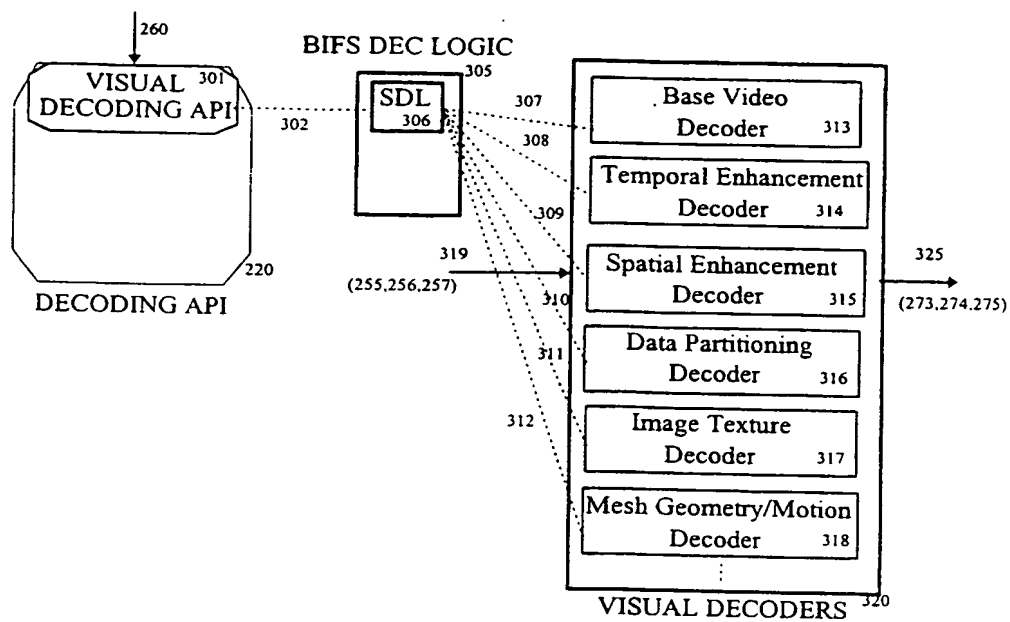 260
BIFS DEC LOGIC
VISUAL 301
DECODING API
302
305
SDL
306
307
308
309
310
311
312
Base Video
Decoder 313
Temporal Enhancement
Decoder 314
319
(255,256,257)
Spatial Enhancement
Decoder 315
325
(273,274,275)
Data Partitioning
Decoder 316
Image Texture
Decoder 317
Mesh Geometry/Motion
Decoder 318
220
DECODING API
320
VISUAL DECODERS